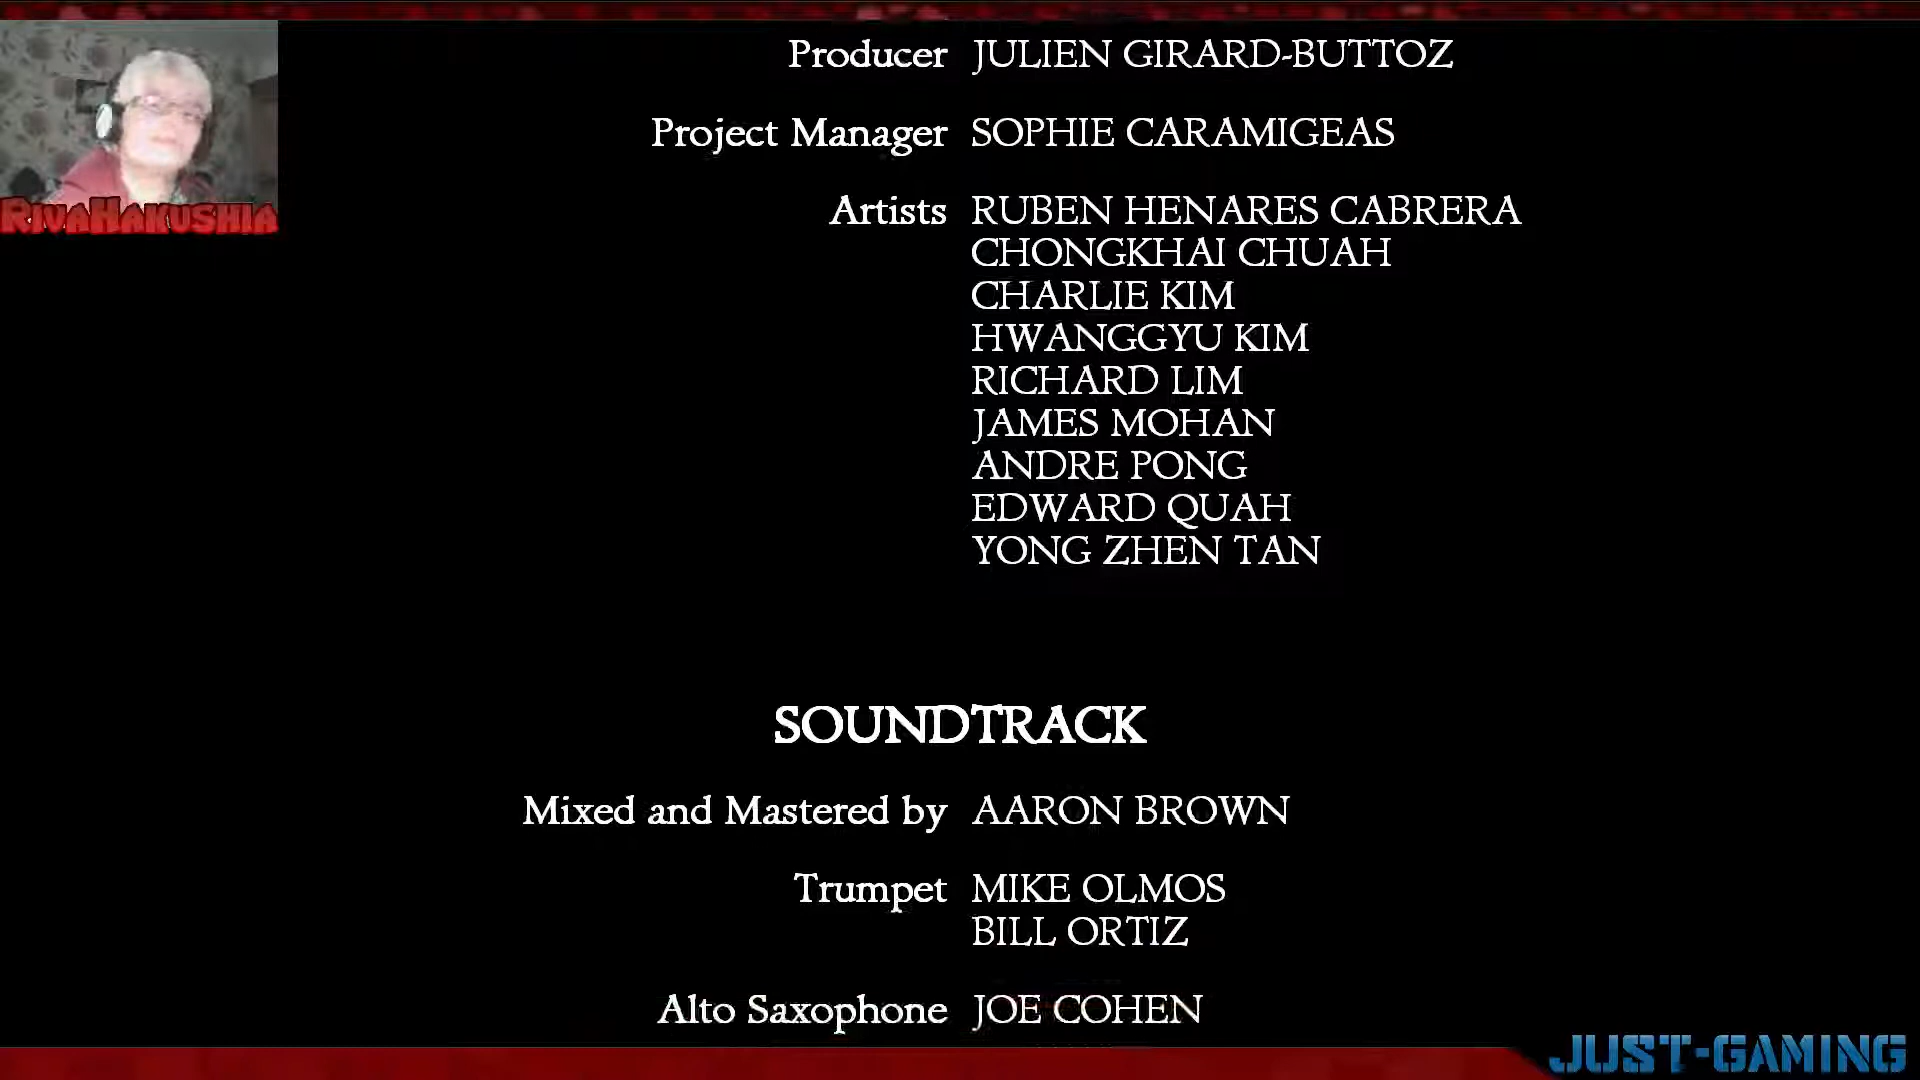 Producer JULIEN GIRARD-BUTTOZ
Project Manager SOPHIE CARAMIGEAS
Artists RUBEN HENARES CABRERA
CHONGKHAI CHUAH
CHARLIE KIM
HWANGGYU KIM
RICHARD LIM
JAMES MOHAN
ANDRE PONG
EDWARD QUAH
YONG ZHEN TAN
RIVAHAKUSHIA
SOUNDTRACK
Mixed and Mastered by AARON BROWN
Trumpet MIKE OLMOS
BILL ORTIZ
Alto Saxophone JOE COHEN
JUST-GAMING